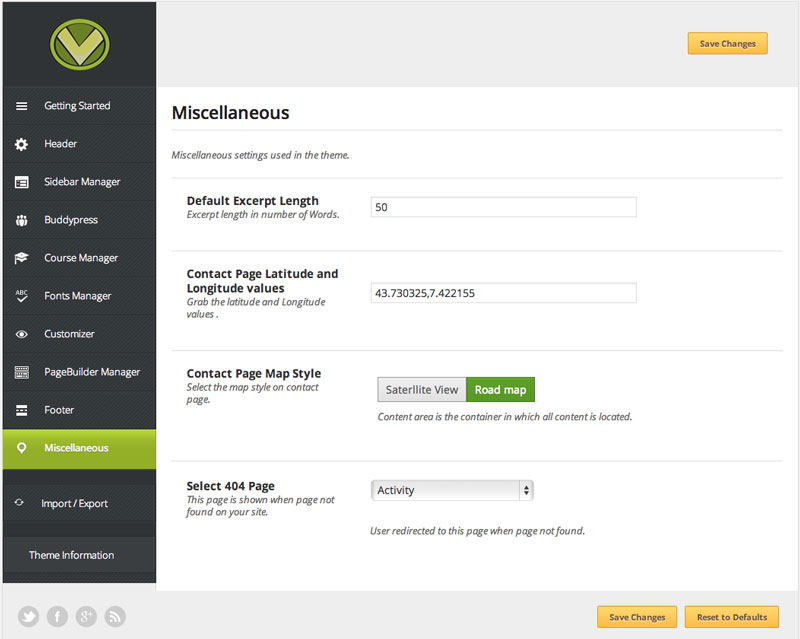 Save Changes
Getting Started
Header
Sidebar Manager
Buddypress
Course Manager
ABC
Fonts Manager
Customizer
PageBuilder Manager
Footer
Miscellaneous
Import / Export
Theme Information
Miscellaneous
Miscellaneous settings used in the theme.
Default Excerpt Length
Excerpt length in number of Words.
50
Contact Page Latitude and
Longitude values
Grab the latitude and Longitude
values .
43.730325,7.422155
Contact Page Map Style
Select the map style on contact
page.
Saterllite View
Road map
Content area is the container in which all content is located.
Select 404 Page
This page is shown when page not
found on your site.
Activity
User redirected to this page when page not found.
Save Changes
Reset to Defaults